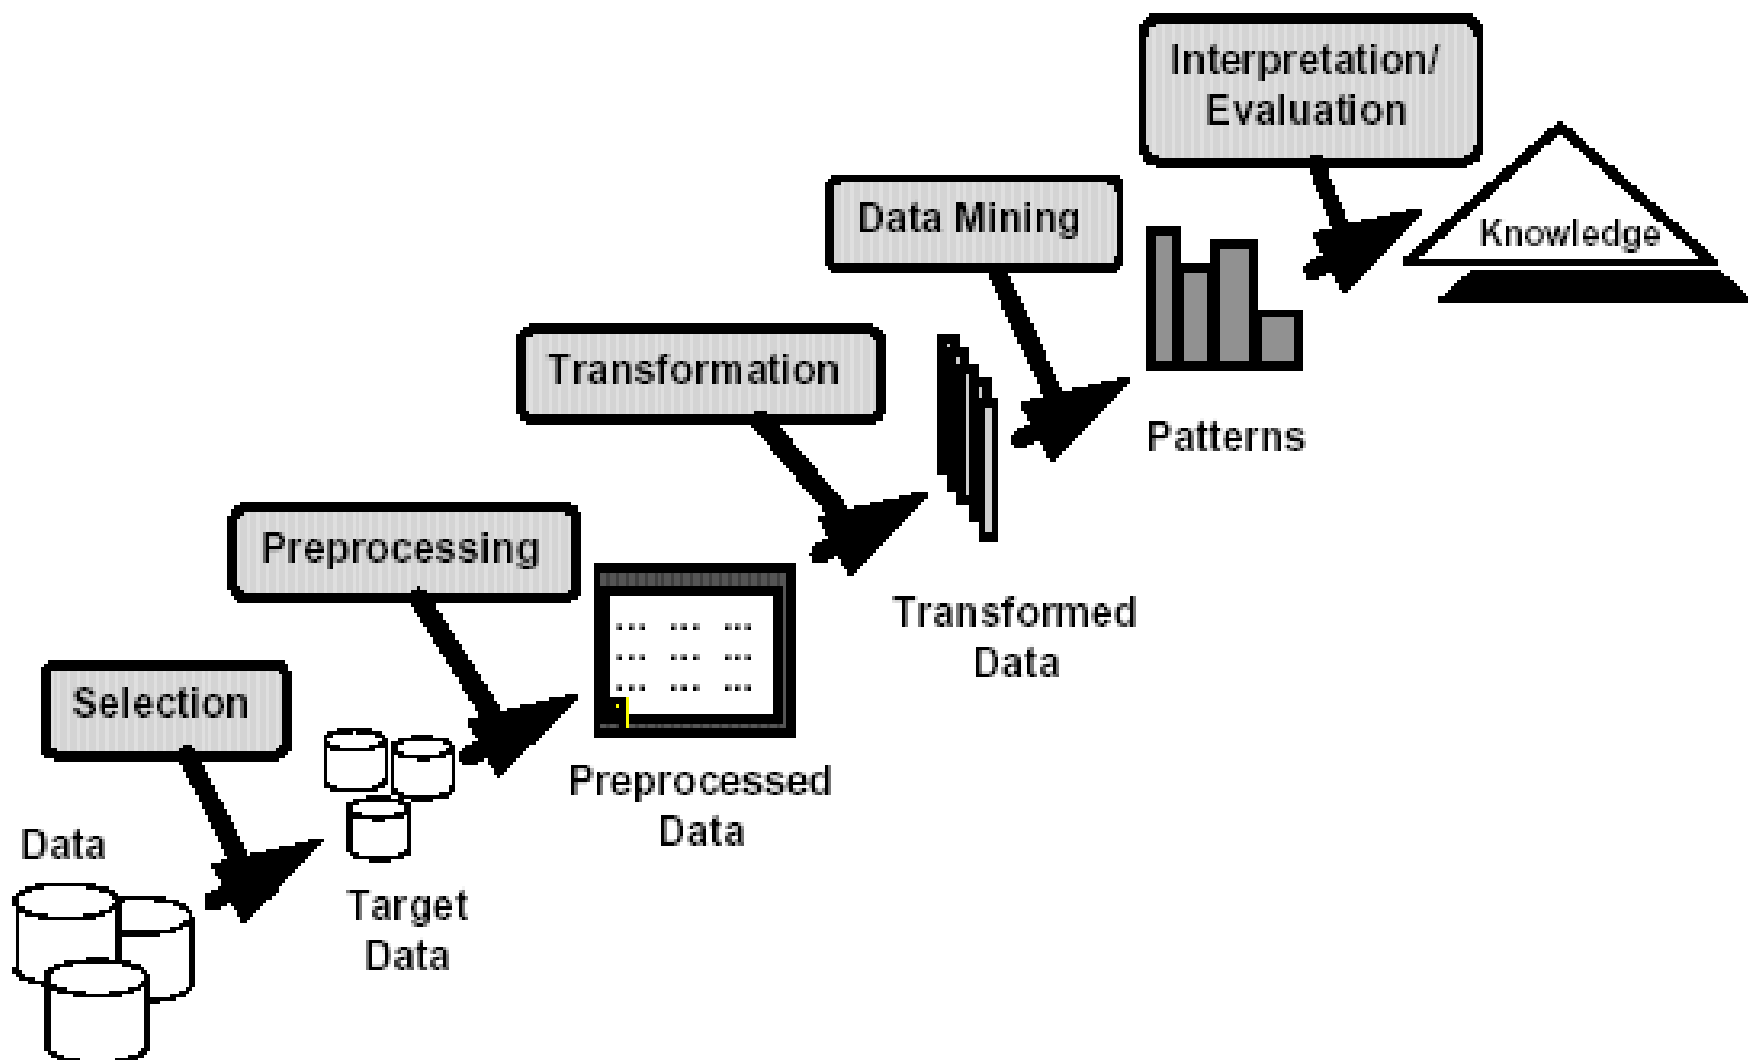 Interpretation/
Evaluation
Knowledge
Data Mining
Patterns
Transformation
Transformed
Data
Preprocessing
Preprocessed
Data
Selection
Target
Data
Data